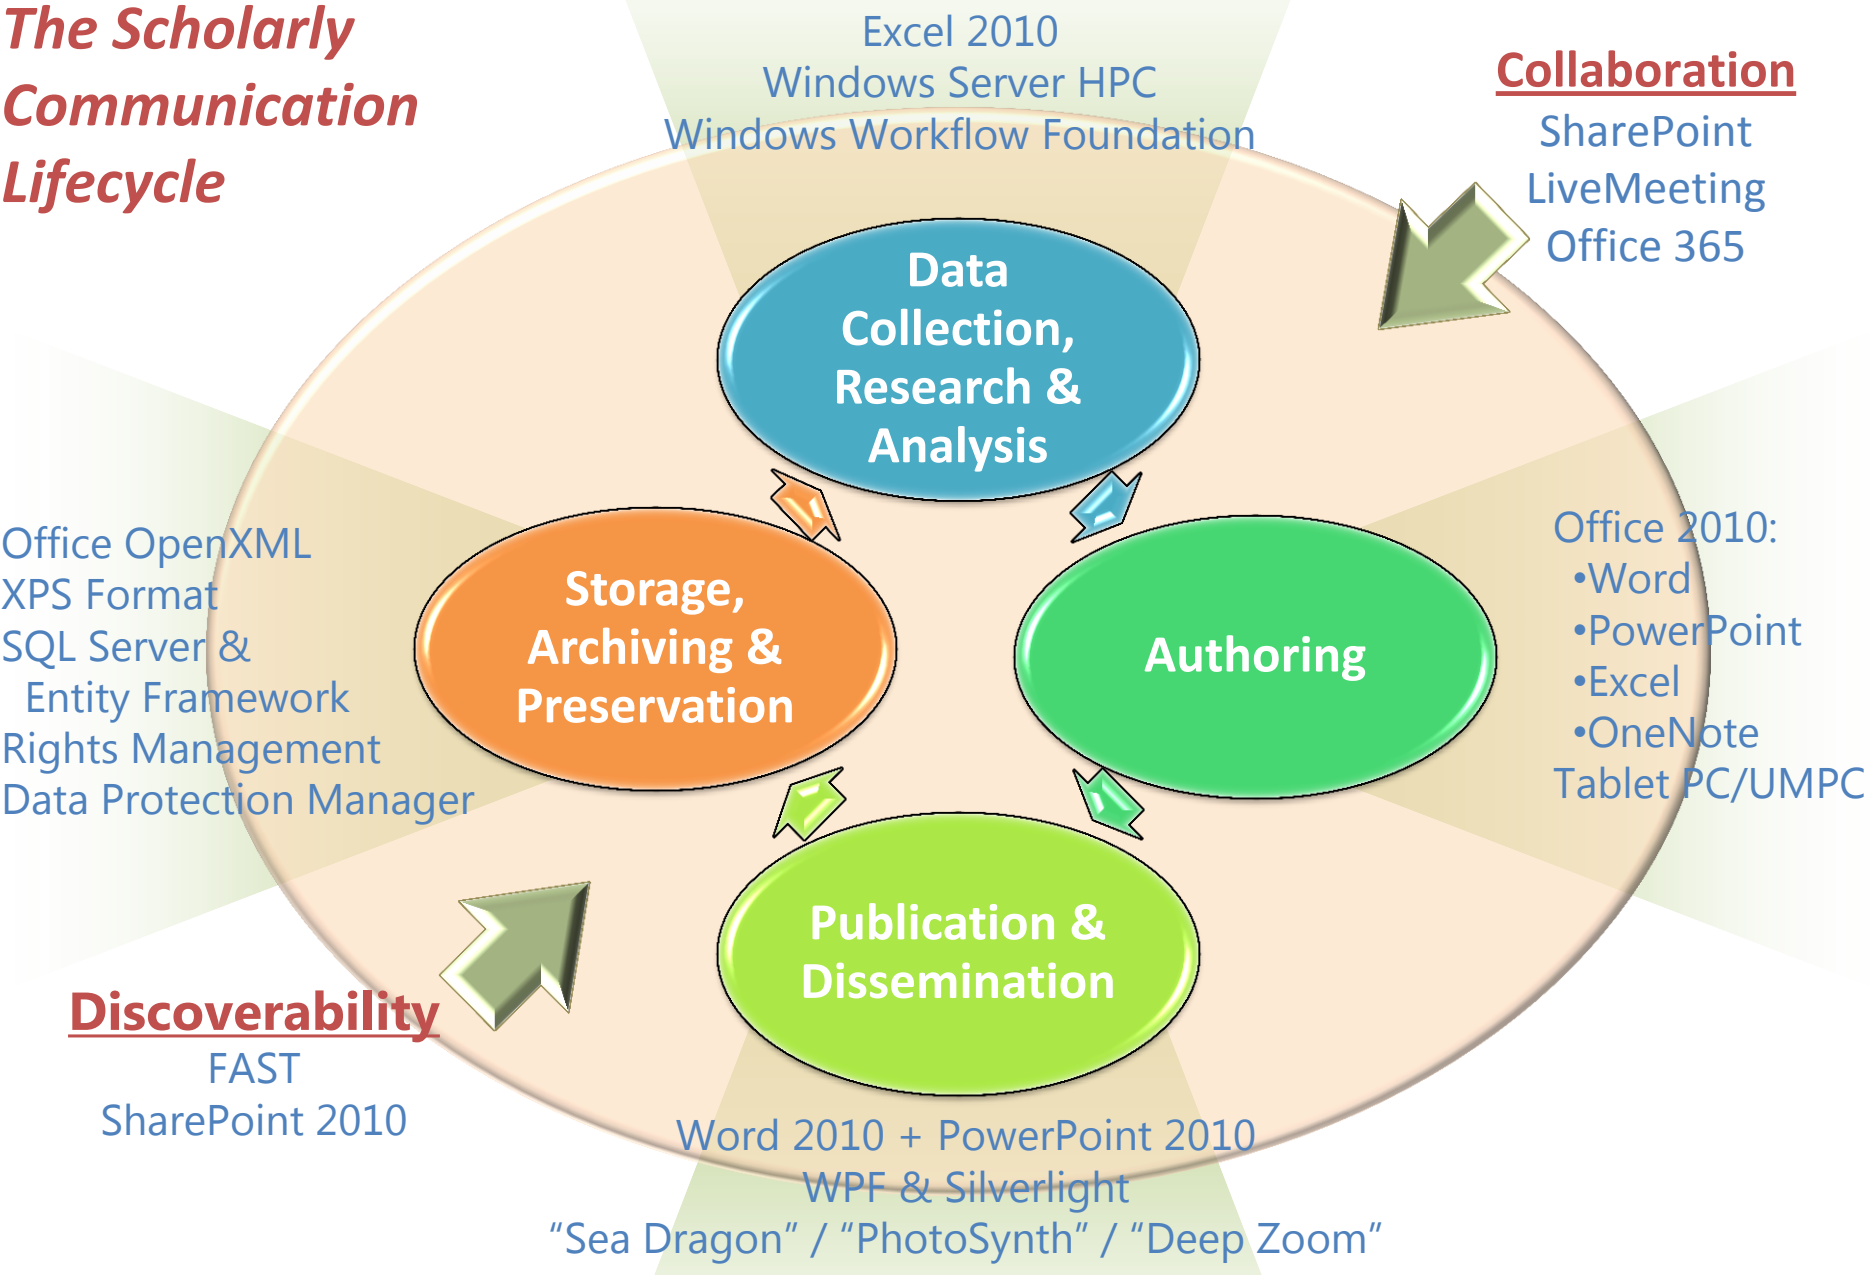 The Scholarly
Communication
Lifecycle
Excel 2010
Windows Server HPC
Windows Workflow Foundation
Collaboration
SharePoint
LiveMeeting
Office 365
Data
Collection,
Research &
Analysis
Storage,
Archiving &
Preservation
Authoring
Publication &
Dissemination
Office OpenXML
XPS Format
SQL Server &
Entity Framework
Rights Management
Data Protection Manager
Office 2010:
•Word
•PowerPoint
•Excel
•OneNote
Tablet PC/UMPC
Discoverability
FAST
SharePoint 2010
Word 2010 + PowerPoint 2010
WPF & Silverlight
“Sea Dragon” / “PhotoSynth” / “Deep Zoom”